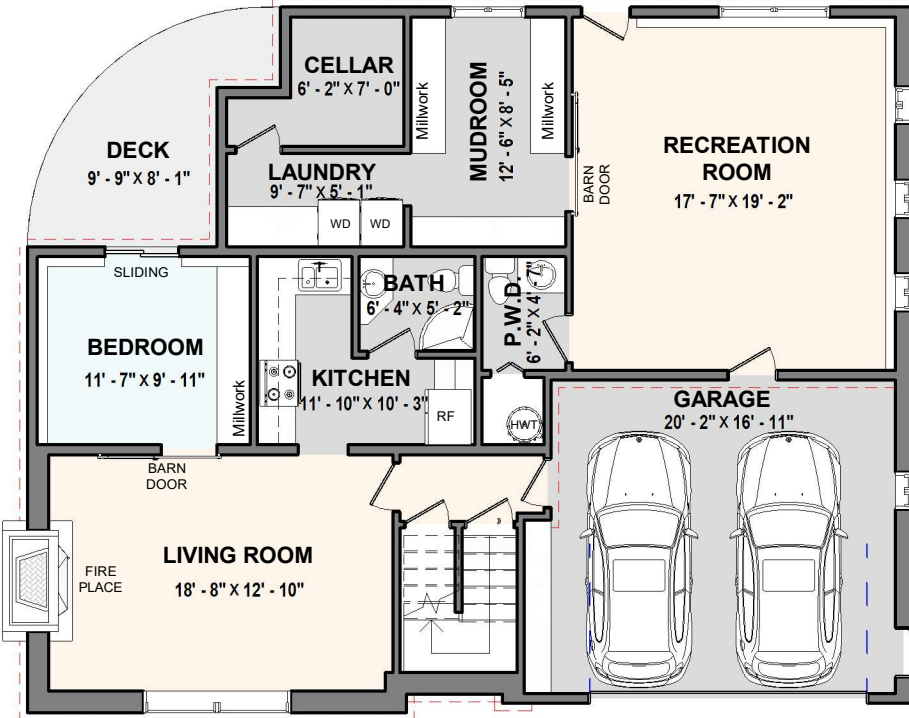 CELLAR
6' - 2" X 7' - 0"
Millwork
MUDROOM
12' - 6" X 8' - 5"
Millwork
DECK
9' - 9" X 8' - 1"
LAUNDRY
9' - 7" X 5' - 1"
WD
WD
BARN
DOOR
RECREATION
ROOM
17' - 7" X 19' - 2"
SLIDING
BEDROOM
11' - 7" X 9' - 11"
Millwork
BATH
6' - 4" X 5' - 2"
P.W.D.
6' - 2" X 4' - 7"
KITCHEN
11' - 10" X 10' - 3"
RF
HWT
GARAGE
20' - 2" X 16' - 11"
BARN
DOOR
LIVING ROOM
18' - 8" X 12' - 10"
FIRE
PLACE